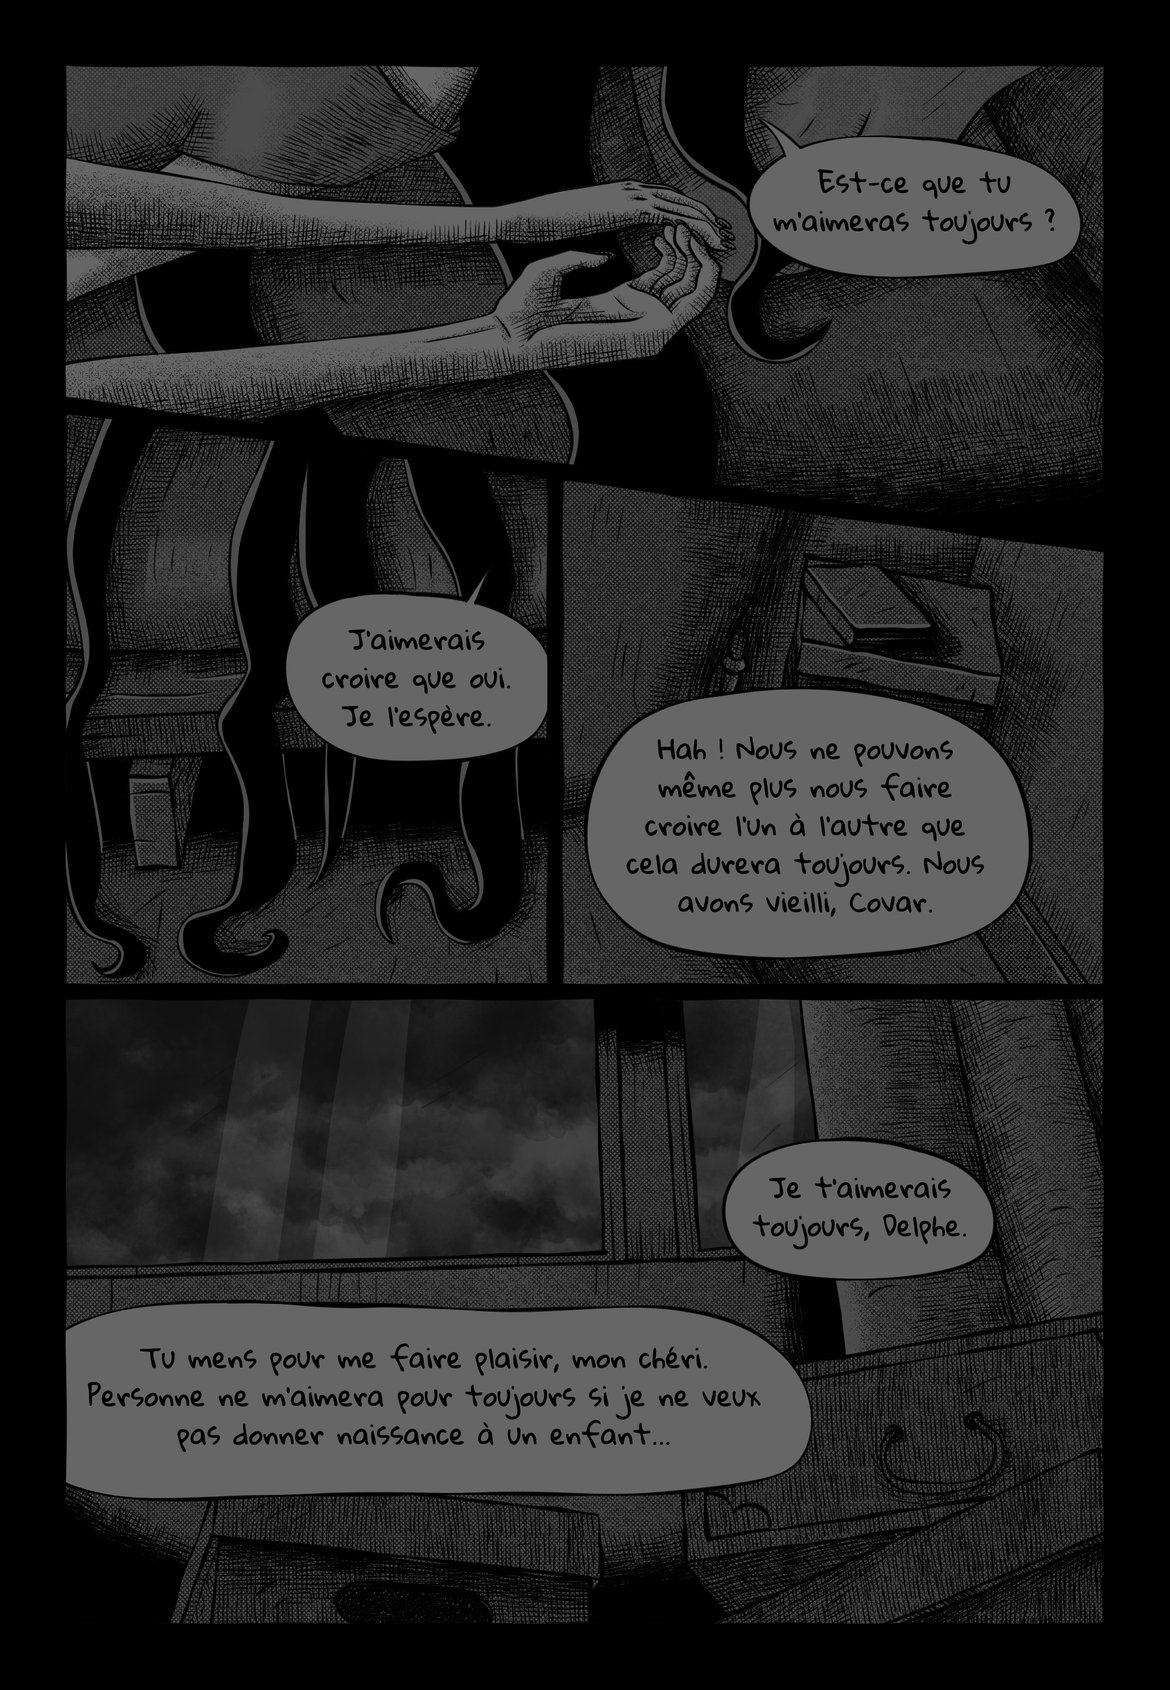 Est-ce que tu
m'aimeras toujours ?
J'aimerais
croire que oui.
Je l'espère.
Hah ! Nous ne pouvons
même plus nous faire
croire l'un à l'autre que
cela durera toujours. Nous
avons vieilli, Covar.
Je t'aimerais
toujours, Delphe.
Tu mens pour me faire plaisir, mon chéri.
Personne ne m'aimera pour toujours si je ne veux
pas donner naissance à un enfant...